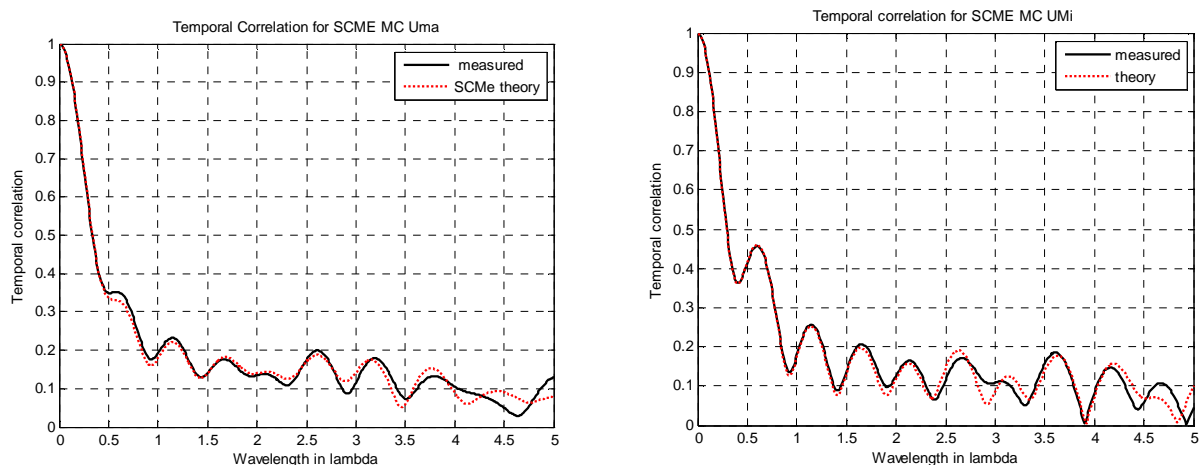 Temporal Correlation for SCME MC Uma
1
0.9
0.8
0.7
0.6
0.5
0.4
0.3
0.2
0.1
0
Temporal correlation
measured
SCMe theory
0 0.5 1 1.5 2 2.5 3 3.5 4 4.5 5
Wavelength in lambda
Temporal correlation for SCME MC UMi
1
0.9
0.8
0.7
0.6
0.5
0.4
0.3
0.2
0.1
0
Temporal correlation
measured
theory
0 0.5 1 1.5 2 2.5 3 3.5 4 4.5 5
Wavelength in lambda